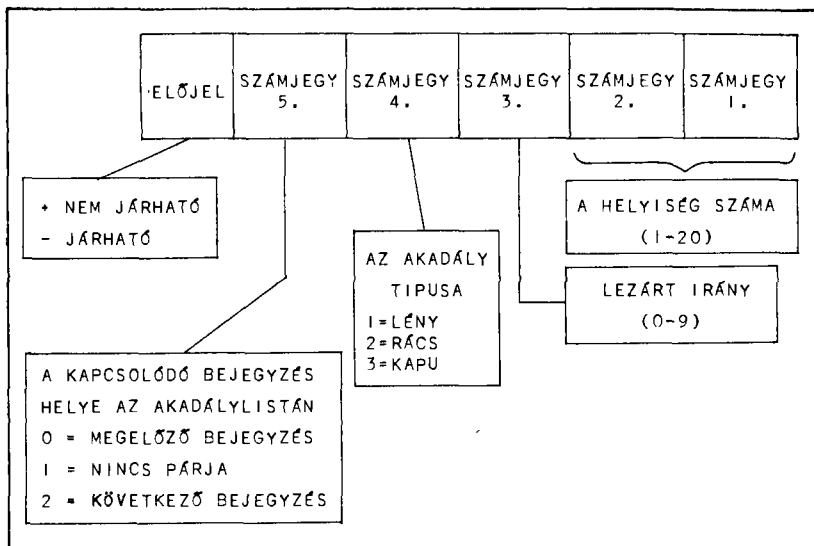 ELŐJEL
SZÁMJEGY
5.
SZÁMJEGY
4.
SZÁMJEGY
3.
SZÁMJEGY
2.
SZÁMJEGY
1.
+ NEM JÁRHATÓ
- JÁRHATÓ
A HELYISÉG SZÁMA
(1-20)
AZ AKADÁLY
TIPUSA
1=LÉNY
2=RÁCS
3=KAPU
LEZÁRT IRÁNY
(0-9)
A KAPCSOLÓDÓ BEJEGYZÉS
HELYE AZ AKADÁLYLISTÁN
0 = MEGELŐZŐ BEJEGYZÉS
1 = NINCS PÁRJA
2 = KÖVETKEZŐ BEJEGYZÉS